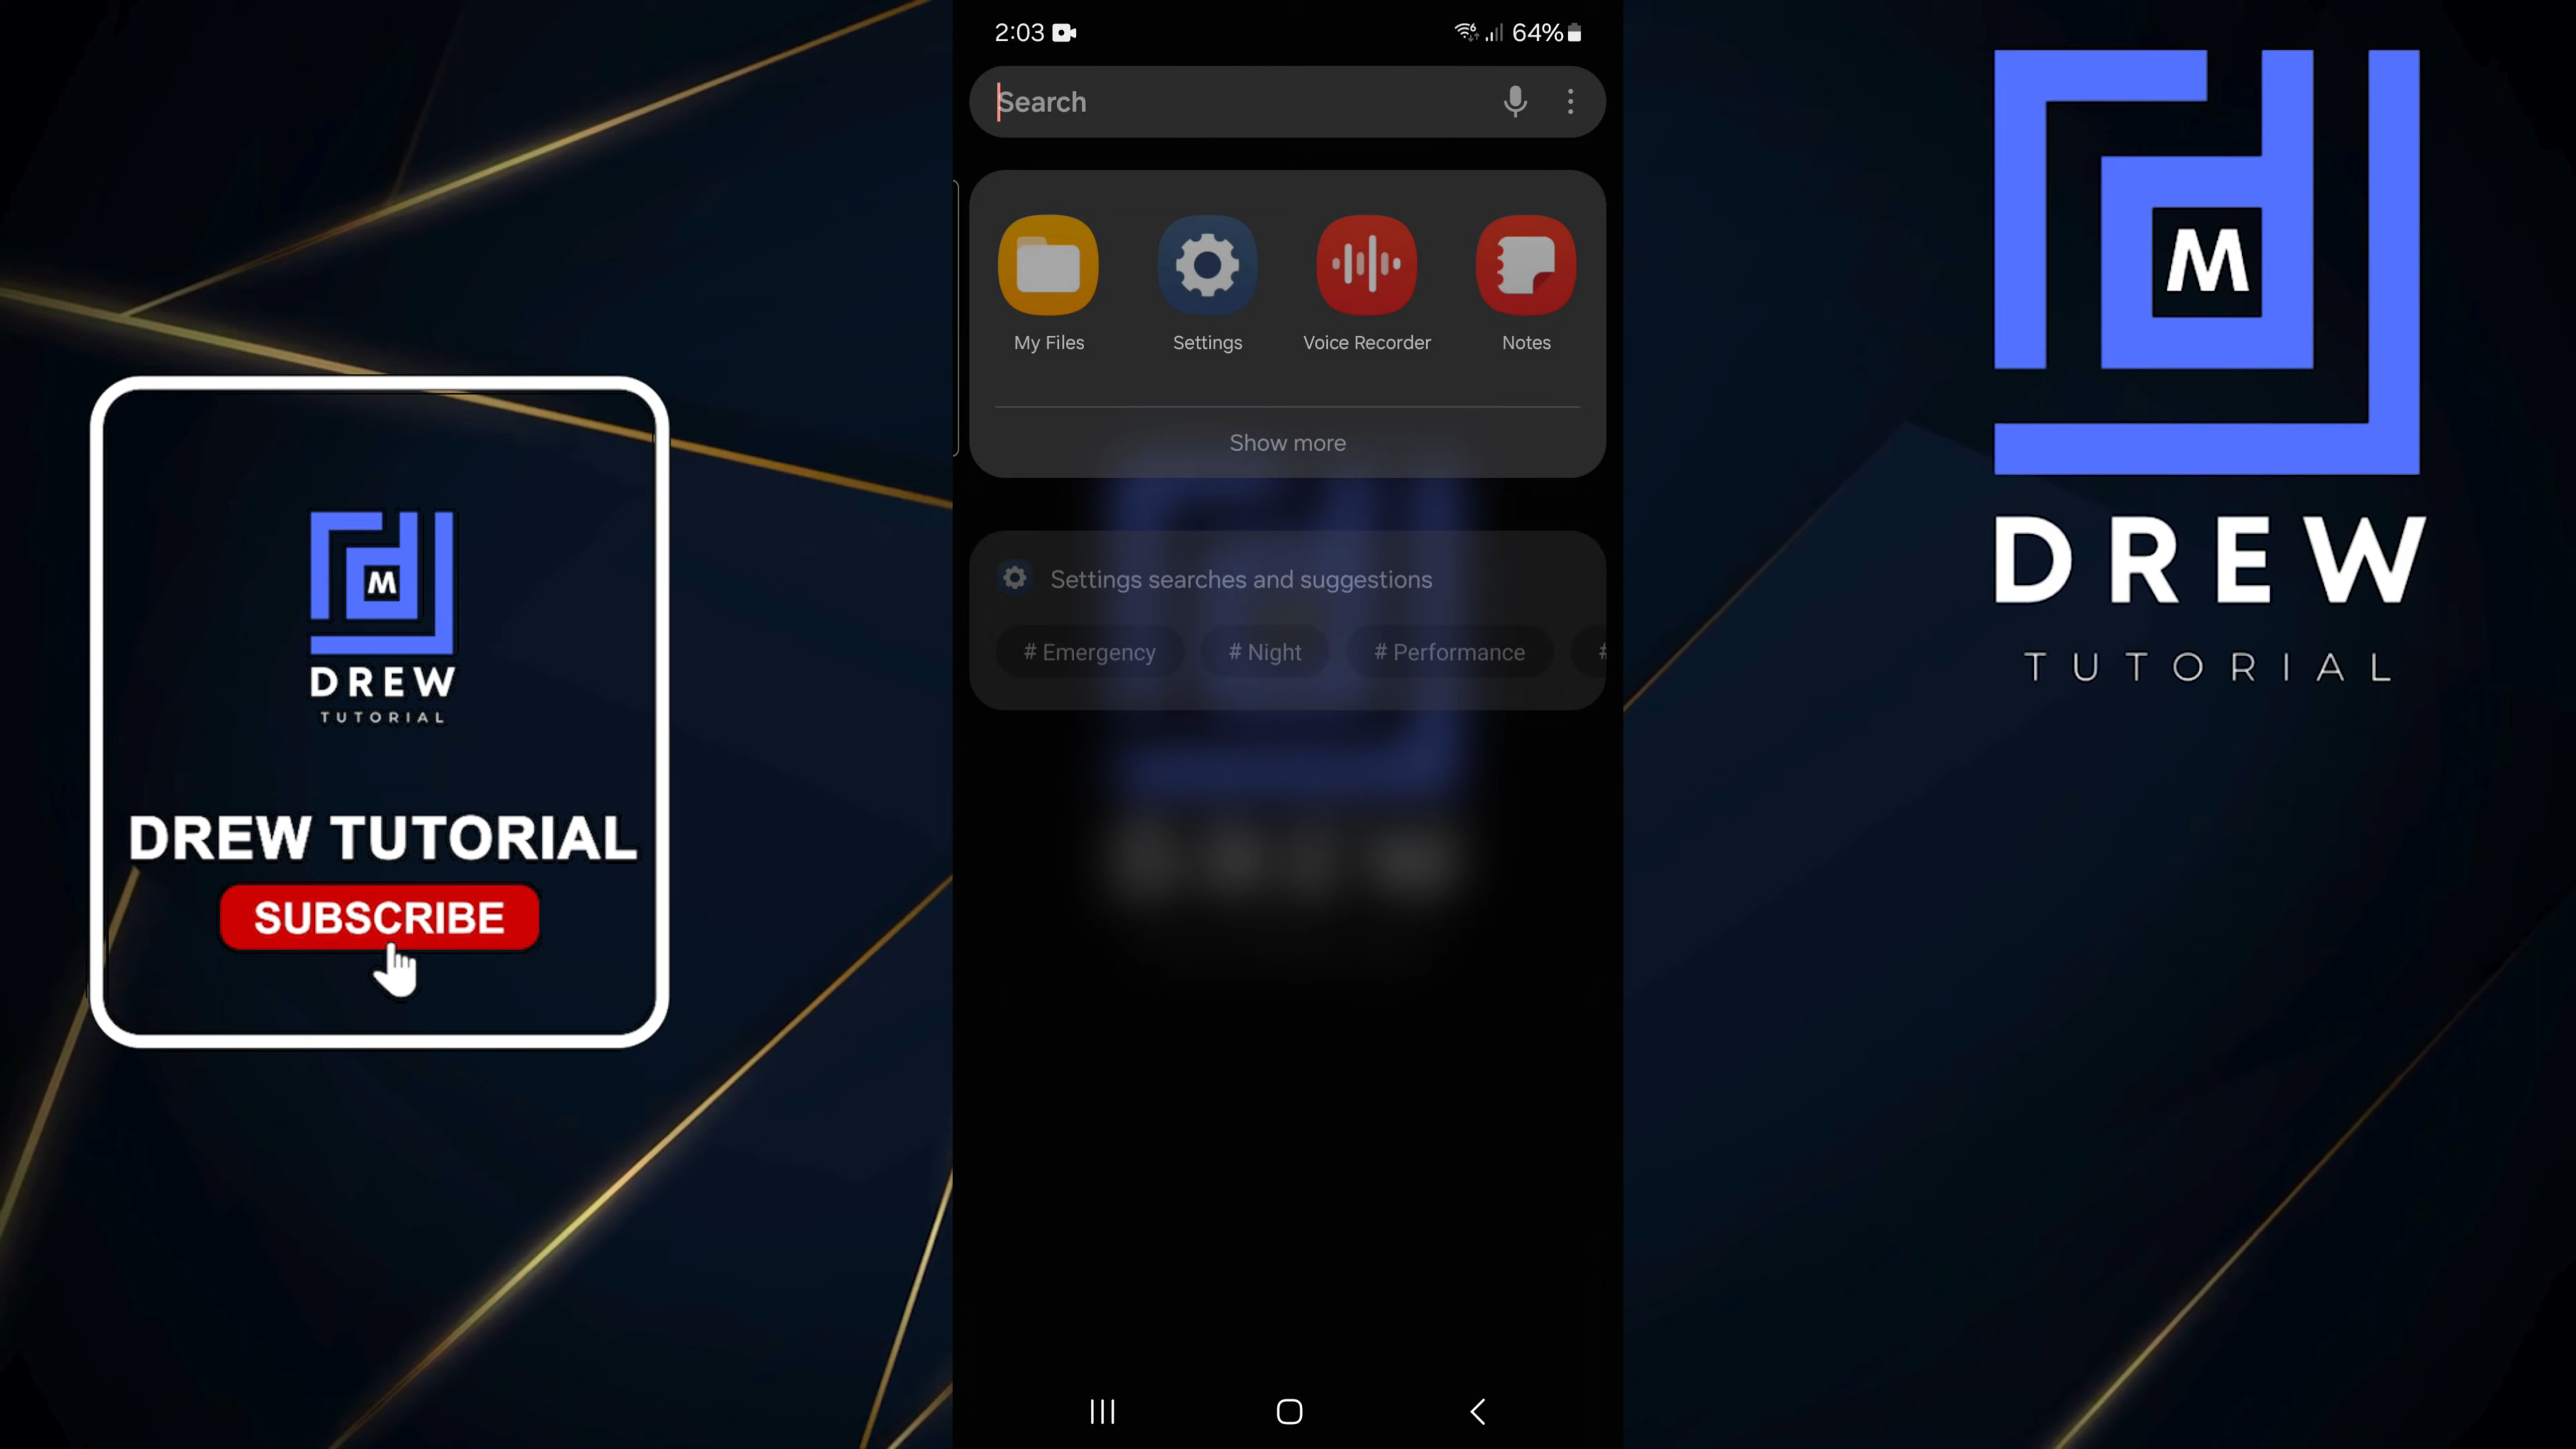 2:03
64%
Search
My Files
Settings
Voice Recorder
Notes
Show more
Settings searches and suggestions
# Emergency
# Night
# Performance
#
M
DREW
TUTORIAL
DREW TUTORIAL
SUBSCRIBE
M
DREW
TUTORIAL